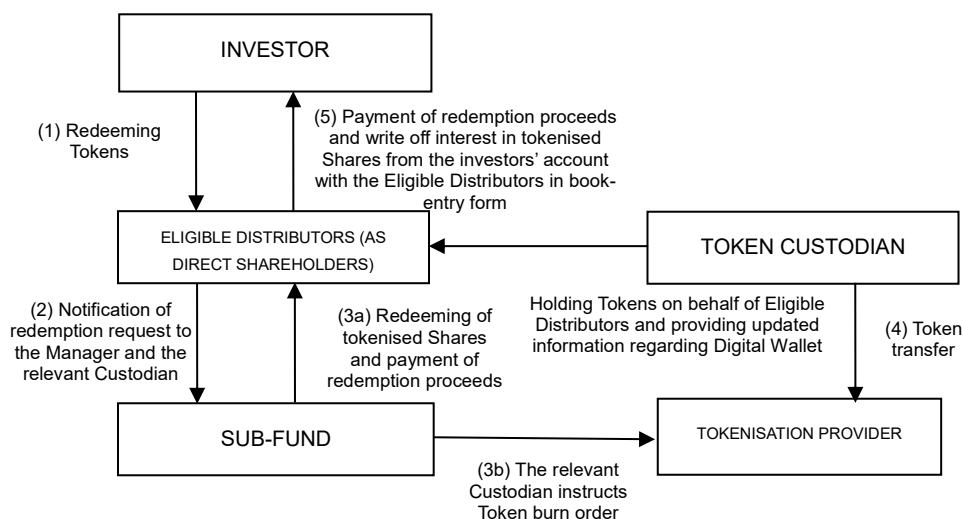 INVESTOR
(1) Redeeming
Tokens
(5) Payment of redemption proceeds
and write off interest in tokenised
Shares from the investors’ account
with the Eligible Distributors in book-
entry form
ELIGIBLE DISTRIBUTORS (AS
DIRECT SHAREHOLDERS)
TOKEN CUSTODIAN
(2) Notification of
redemption request to
the Manager and the
relevant Custodian
(3a) Redeeming of
tokenised Shares
and payment of
redemption proceeds
Holding Tokens on behalf of Eligible
Distributors and providing updated
information regarding Digital Wallet
(4) Token
transfer
SUB-FUND
TOKENISATION PROVIDER
(3b) The relevant
Custodian instructs
Token burn order